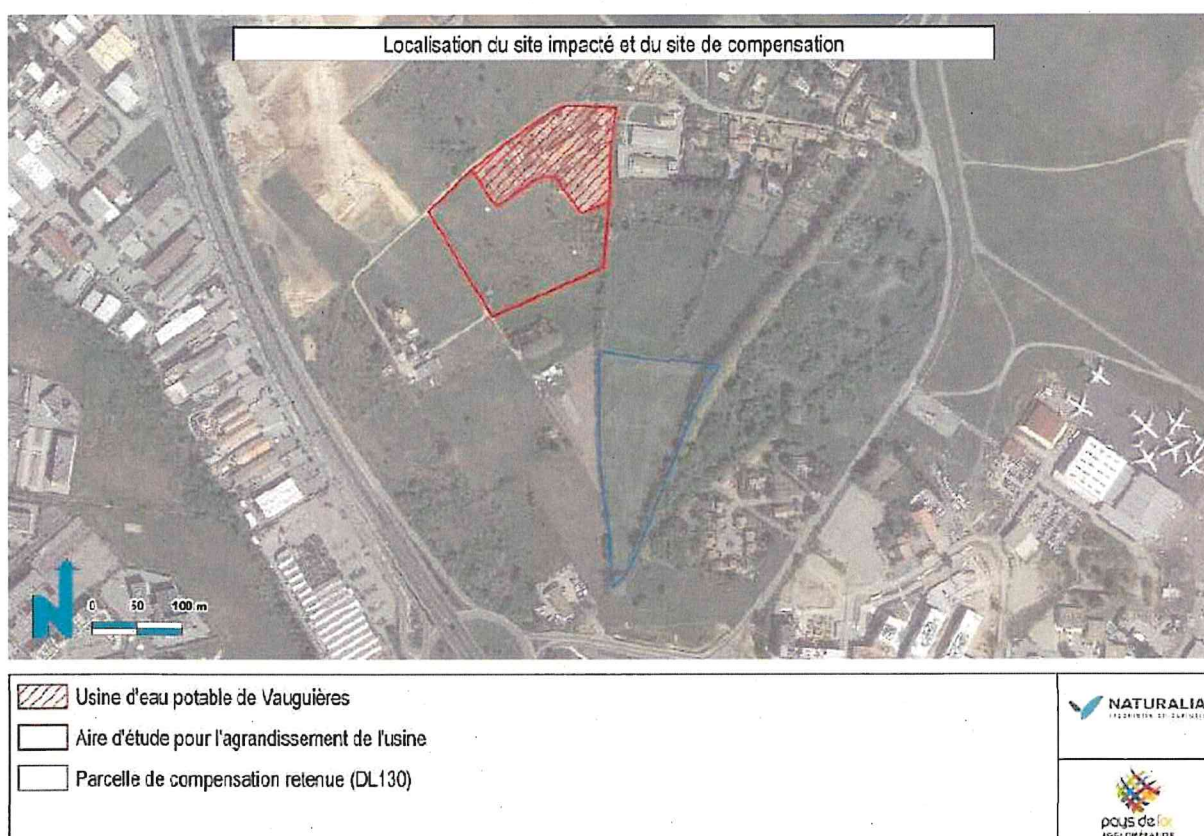 Localisation du site impacté et du site de compensation
N
0 50 100 m
Usine d'eau potable de Vauguières
Aire d'étude pour l'agrandissement de l'usine
Parcelle de compensation retenue (DL130)
NATURALIA
pays de l'or
AGGLOMÉRATION